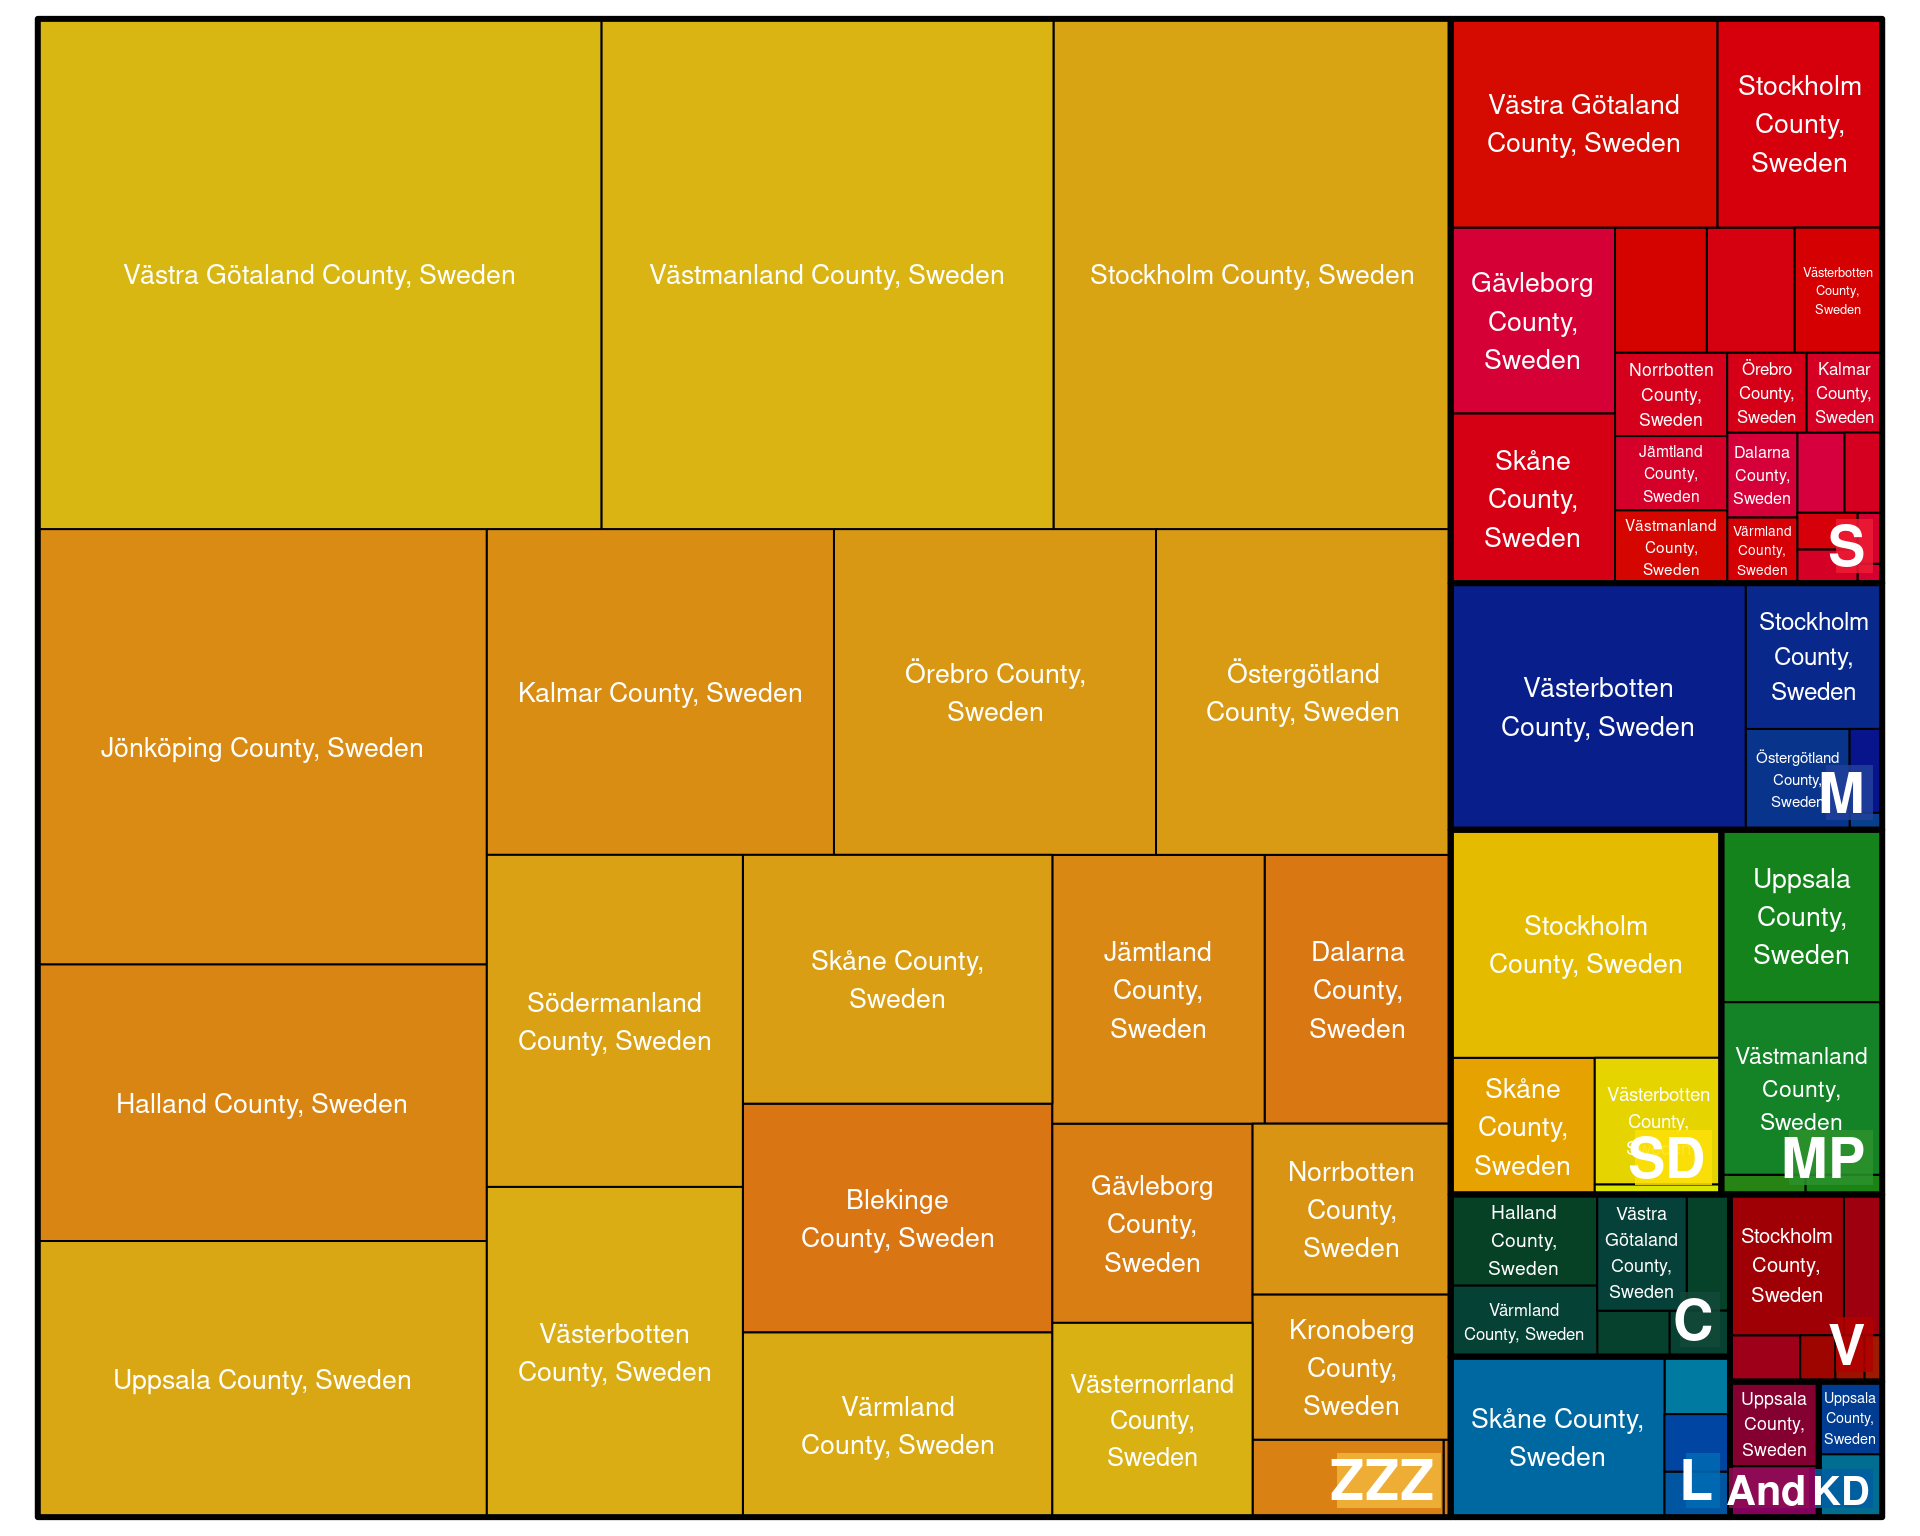 Västra Götaland County, Sweden
Västmanland County, Sweden
Stockholm County, Sweden
Jönköping County, Sweden
Kalmar County, Sweden
Örebro County,
Sweden
Östergötland
County, Sweden
Halland County, Sweden
Södermanland
County, Sweden
Skåne County,
Sweden
Jämtland
County,
Sweden
Dalarna
County,
Sweden
Uppsala County, Sweden
Västerbotten
County, Sweden
Blekinge
County, Sweden
Värmland
County, Sweden
Gävleborg
County,
Sweden
Norrbotten
County,
Sweden
Västernorrland
County,
Sweden
Kronoberg
County,
Sweden
ZZZ
Västra Götaland
County, Sweden
Stockholm
County,
Sweden
Gävleborg
County,
Sweden
Västerbotten
County,
Sweden
Skåne
County,
Sweden
Norrbotten
County,
Sweden
Örebro
County,
Sweden
Kalmar
County,
Sweden
Jämtland
County,
Sweden
Dalarna
County,
Sweden
Västmanland
County,
Sweden
Värmland
County,
Sweden
S
Västerbotten
County, Sweden
Stockholm
County,
Sweden
Östergötland
County,
Sweden
M
Stockholm
County, Sweden
Skåne
County,
Sweden
Västerbotten
County,
SD
Uppsala
County,
Sweden
Västmanland
County,
Sweden
MP
Halland
County,
Sweden
Västra
Götaland
County,
Sweden
Värmland
County, Sweden
C
Stockholm
County,
Sweden
V
Skåne County,
Sweden
L
Uppsala
County,
Sweden
And
Uppsala
County,
Sweden
KD